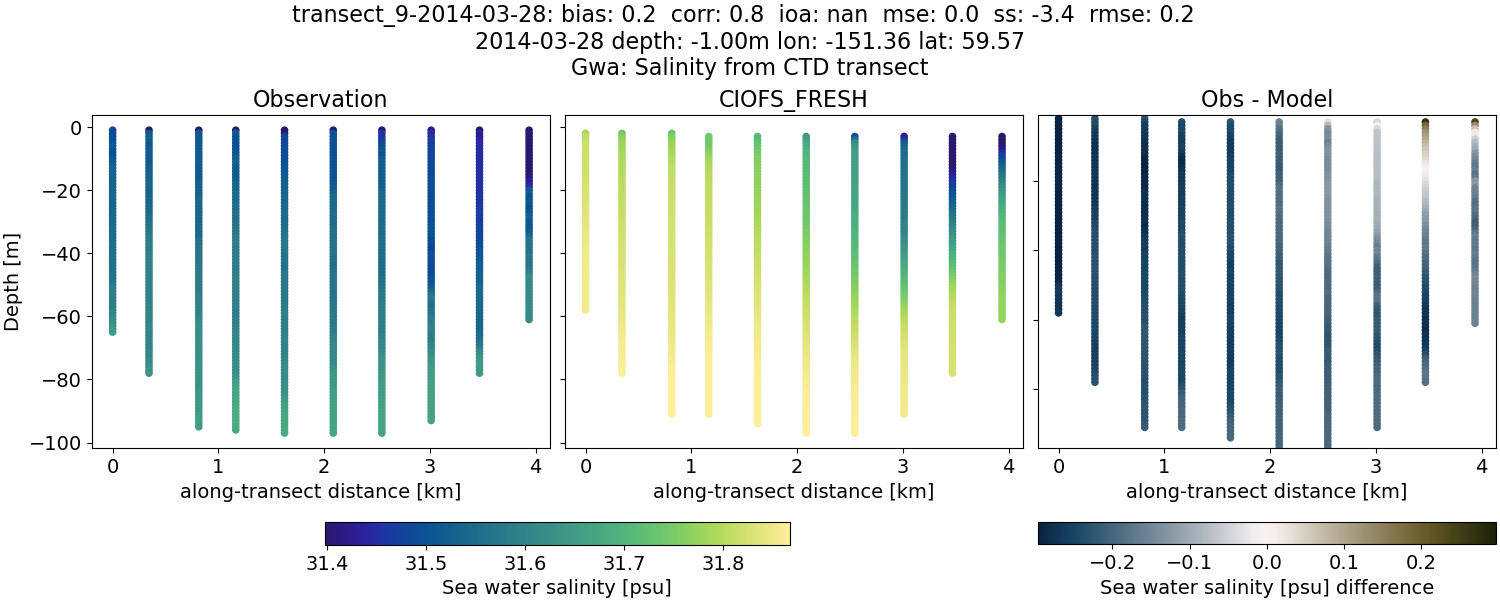 transect_9-2014-03-28: bias: 0.2  corr: 0.8  ioa: nan  mse: 0.0  ss: -3.4  rmse: 0.2
2014-03-28 depth: -1.00m lon: -151.36 lat: 59.57
Gwa: Salinity from CTD transect
Observation
CIOFS_FRESH
Obs - Model
Depth [m]
0
−20
−40
−60
−80
−100
0 1 2 3 4
0 1 2 3 4
0 1 2 3 4
along-transect distance [km]
along-transect distance [km]
along-transect distance [km]
31.4 31.5 31.6 31.7 31.8
Sea water salinity [psu]
−0.2 −0.1 0.0 0.1 0.2
Sea water salinity [psu] difference